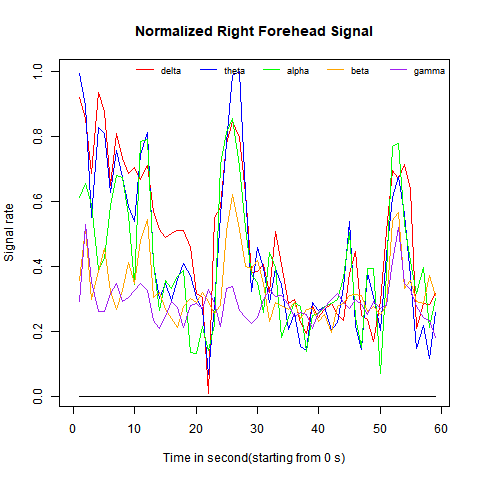 Normalized Right Forehead Signal
delta theta alpha beta gamma
Signal rate
0.0 0.2 0.4 0.6 0.8 1.0
0 10 20 30 40 50 60
Time in second(starting from 0 s)